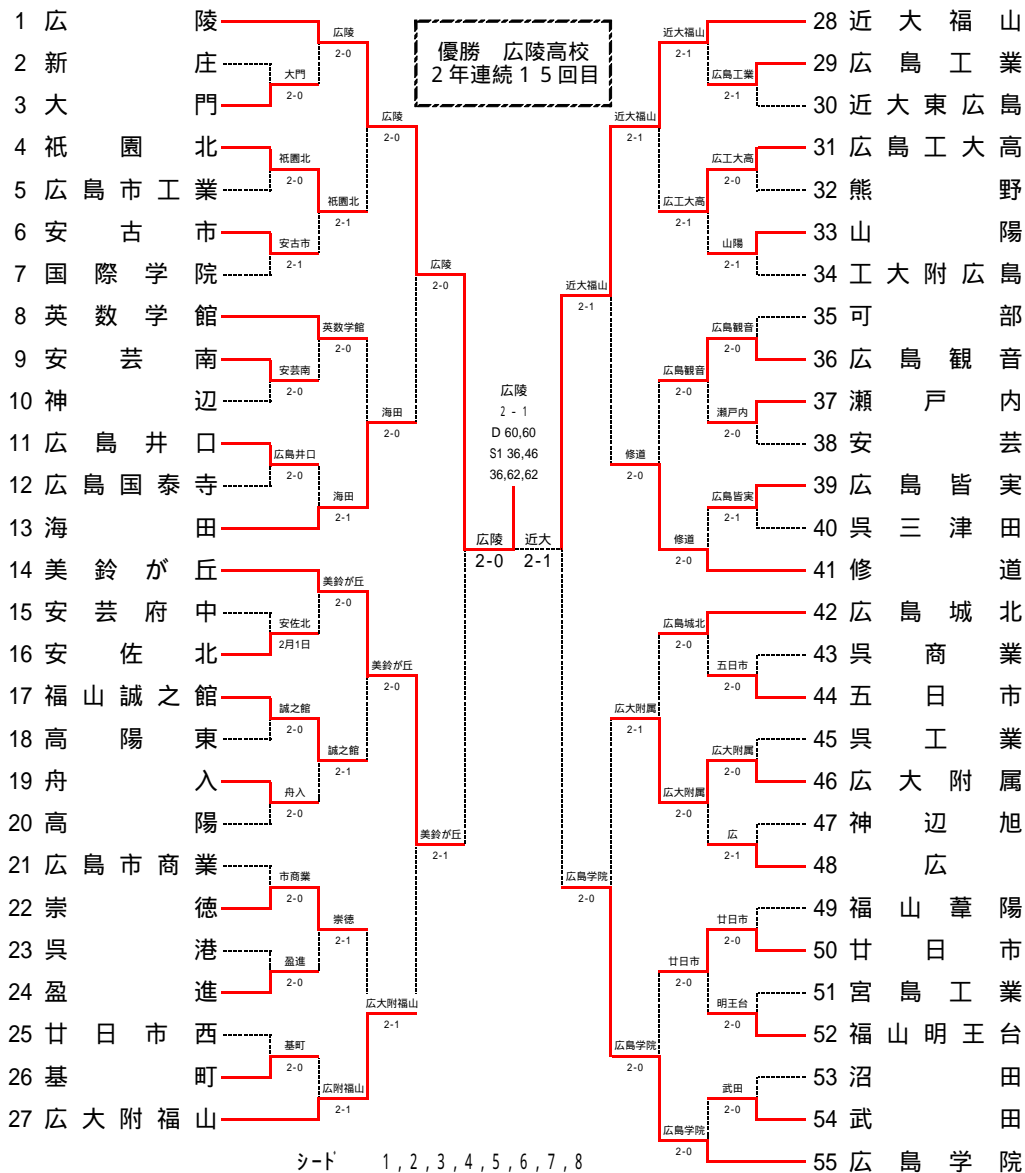 優勝 広陵高校
2年連続15回目
1 広陵
2 新庄
3 大門
4 祇園北
5 広島市工業
6 安古市
7 国際学院
8 英数学館
9 安芸南
10 神辺
11 広島井口
12 広島国泰寺
13 海田
14 美鈴が丘
15 安芸府中
16 安佐北
17 福山誠之館
18 高陽東
19 舟入
20 高陽
21 広島市商業
22 崇徳
23 呉港
24 盈進
25 廿日市西
26 基町
27 広大附福山
大門
2-0
祇園北
2-0
安古市
2-1
安芸南
2-0
広島井口
2-0
安佐北
2月1日
誠之館
2-0
舟入
2-0
市商業
2-0
盈進
2-0
基町
2-0
広陵
2-0
祇園北
2-1
英数学館
2-0
海田
2-1
美鈴が丘
2-0
誠之館
2-1
崇徳
2-1
広附福山
2-1
広陵
2-0
海田
2-0
美鈴が丘
2-0
広大附福山
2-1
広陵
2-0
美鈴が丘
2-1
広陵
2-0
広陵
2-1
D 60,60
S1 36,46
36,62,62
近大
2-1
近大福山
2-1
広島学院
2-0
近大福山
2-1
修道
2-0
広大附属
2-1
広島学院
2-0
近大福山
2-1
広工大高
2-1
広島観音
2-0
修道
2-0
広島城北
2-0
広大附属
2-0
廿日市
2-0
広島学院
2-0
広島工業
2-1
広工大高
2-0
山陽
2-1
広島観音
2-0
瀬戸内
2-0
広島皆実
2-1
五日市
2-0
広大附属
2-0
広
2-1
廿日市
2-0
明王台
2-0
武田
2-0
28 近大福山
29 広島工業
30 近大東広島
31 広島工大高
32 熊野
33 山陽
34 工大附広島
35 可部
36 広島観音
37 瀬戸内
38 安芸
39 広島皆実
40 呉三津田
41 修道
42 広島城北
43 呉商業
44 五日市
45 呉工業
46 広大附属
47 神辺旭
48 広
49 福山葦陽
50 廿日市
51 宮島工業
52 福山明王台
53 沼田
54 武田
55 広島学院
シード 1,2,3,4,5,6,7,8